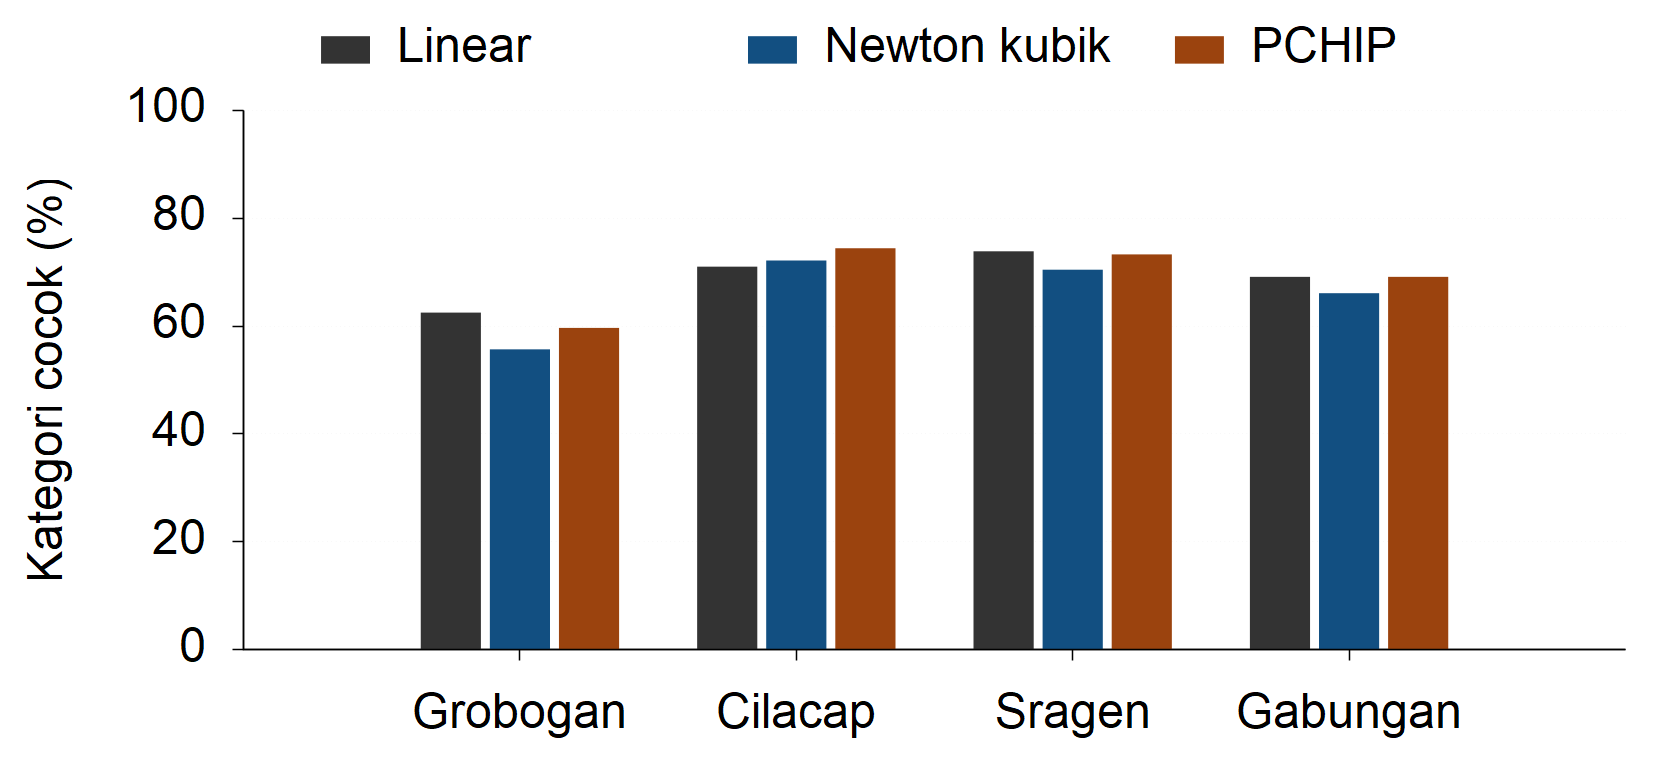 Linear Newton kubik PCHIP
Kategori cocok (%)
100
80
60
40
20
0
Grobogan Cilacap Sragen Gabungan